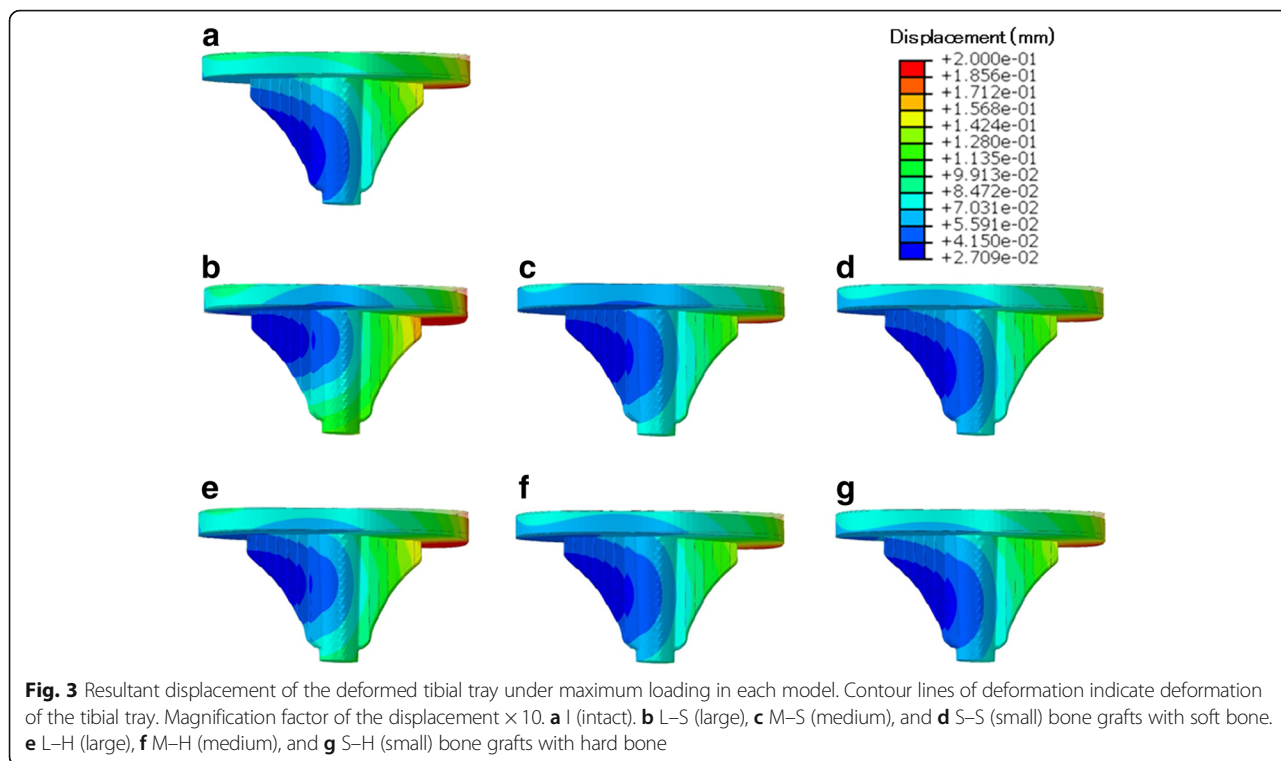 a
Displacement (mm)
+2.000e-01
+1.856e-01
+1.712e-01
+1.568e-01
+1.424e-01
+1.280e-01
+1.135e-01
+9.913e-02
+8.472e-02
+7.031e-02
+5.591e-02
+4.150e-02
+2.709e-02
b
c
d
e
f
g
Fig. 3 Resultant displacement of the deformed tibial tray under maximum loading in each model. Contour lines of deformation indicate deformation
of the tibial tray. Magnification factor of the displacement × 10. a I (intact). b L–S (large), c M–S (medium), and d S–S (small) bone grafts with soft bone.
e L–H (large), f M–H (medium), and g S–H (small) bone grafts with hard bone